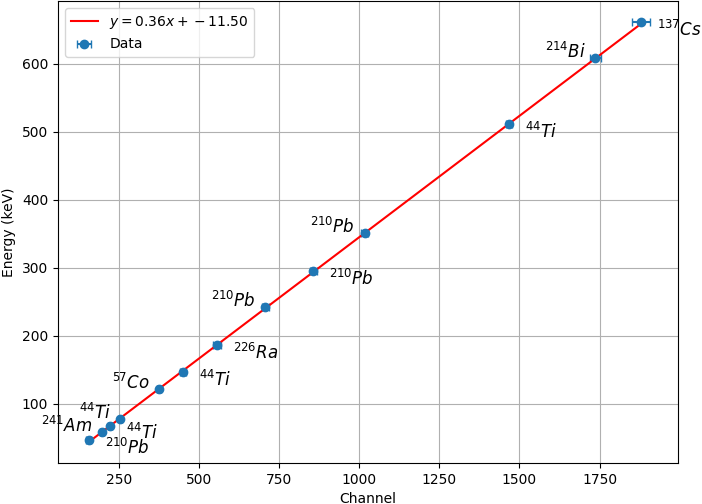 y = 0.36x + −11.50
Data
Energy (keV)
600
500
400
300
200
100
¹³⁷Cs
²¹⁴Bi
⁴⁴Ti
²¹⁰Pb
²¹⁰Pb
²¹⁰Pb
²²⁶Ra
⁵⁷Co
⁴⁴Ti
⁴⁴Ti
²⁴¹Am
⁴⁴Ti
²¹⁰Pb
250
500
750
1000
1250
1500
1750
Channel